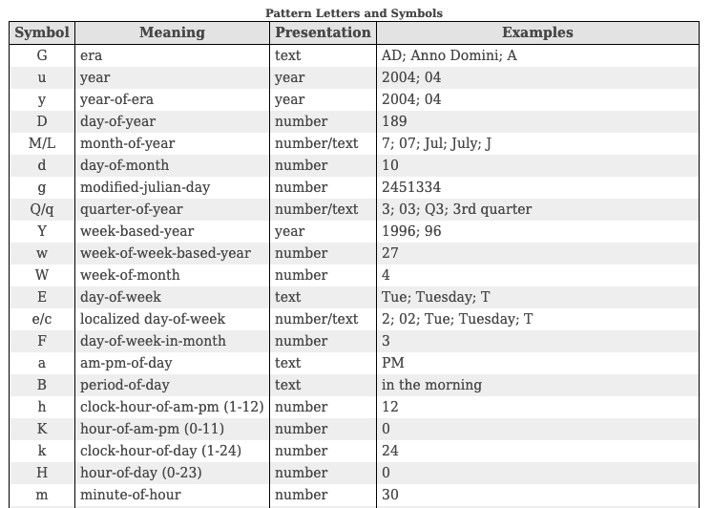 Pattern Letters and Symbols
Symbol Meaning Presentation Examples
G era text AD; Anno Domini; A
u year year 2004; 04
y year-of-era year 2004; 04
D day-of-year number 189
M/L month-of-year number/text 7; 07; Jul; July; J
d day-of-month number 10
g modified-julian-day number 2451334
Q/q quarter-of-year number/text 3; 03; Q3; 3rd quarter
Y week-based-year year 1996; 96
w week-of-week-based-year number 27
W week-of-month number 4
E day-of-week text Tue; Tuesday; T
e/c localized day-of-week number/text 2; 02; Tue; Tuesday; T
F day-of-week-in-month number 3
a am-pm-of-day text PM
B period-of-day text in the morning
h clock-hour-of-am-pm (1-12) number 12
K hour-of-am-pm (0-11) number 0
k clock-hour-of-day (1-24) number 24
H hour-of-day (0-23) number 0
m minute-of-hour number 30